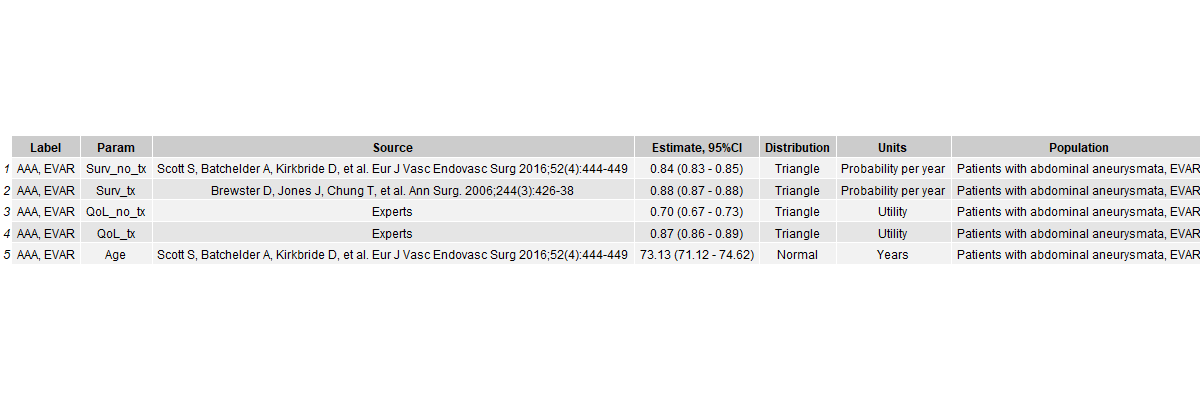 Label Param Source Estimate, 95%CI Distribution Units Population
1 AAA, EVAR Surv_no_tx Scott S, Batchelder A, Kirkbride D, et al. Eur J Vasc Endovasc Surg 2016;52(4):444-449 0.84 (0.83 - 0.85) Triangle Probability per year Patients with abdominal aneurysmata, EVAR
2 AAA, EVAR Surv_tx Brewster D, Jones J, Chung T, et al. Ann Surg. 2006;244(3):426-38 0.88 (0.87 - 0.88) Triangle Probability per year Patients with abdominal aneurysmata, EVAR
3 AAA, EVAR QoL_no_tx Experts 0.70 (0.67 - 0.73) Triangle Utility Patients with abdominal aneurysmata, EVAR
4 AAA, EVAR QoL_tx Experts 0.87 (0.86 - 0.89) Triangle Utility Patients with abdominal aneurysmata, EVAR
5 AAA, EVAR Age Scott S, Batchelder A, Kirkbride D, et al. Eur J Vasc Endovasc Surg 2016;52(4):444-449 73.13 (71.12 - 74.62) Normal Years Patients with abdominal aneurysmata, EVAR